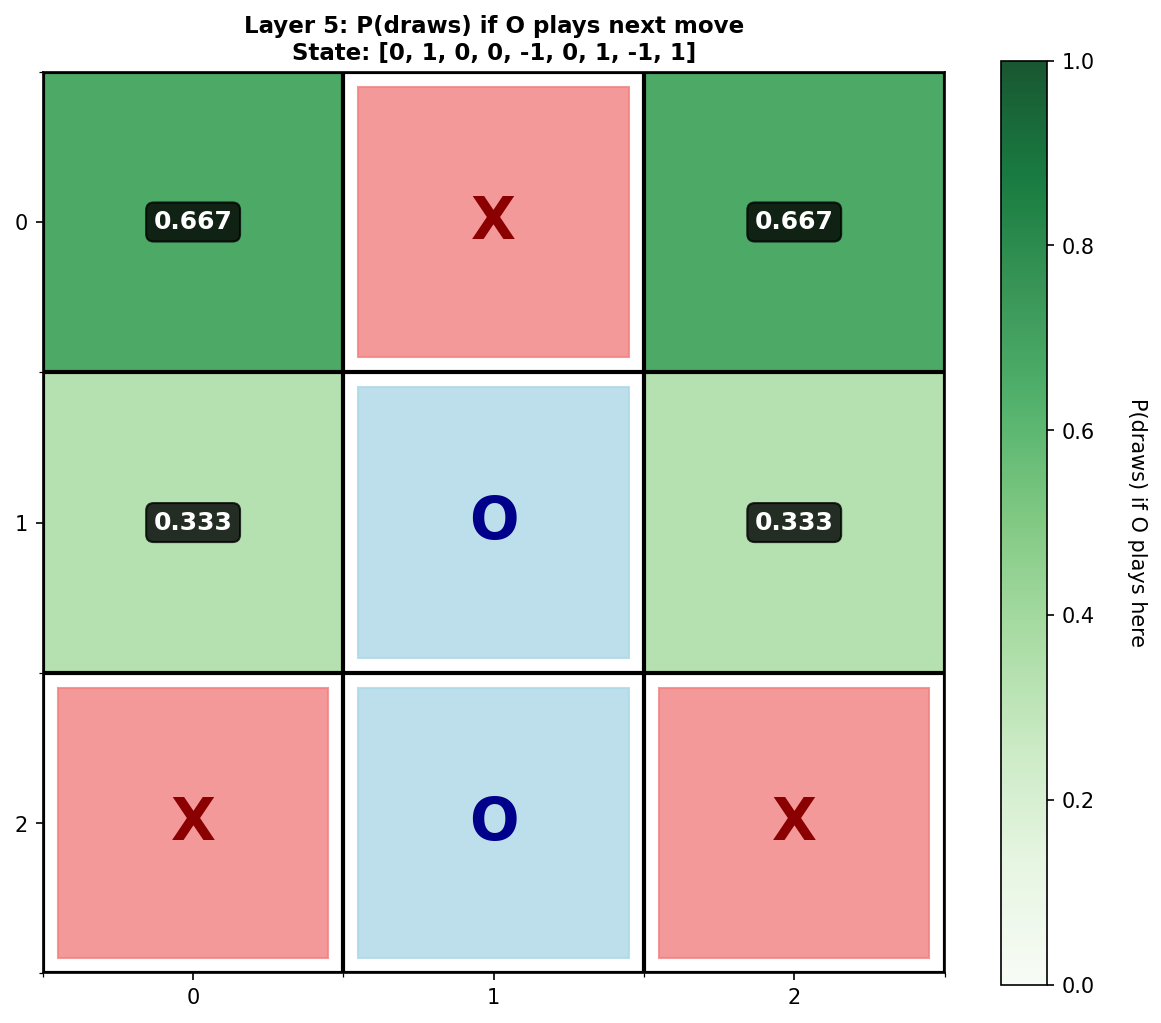 Layer 5: P(draws) if O plays next move
State: [0, 1, 0, 0, -1, 0, 1, -1, 1]
0.667
X
0.667
0.333
O
0.333
X
O
X
0
1
2
0
1
2
1.0
0.8
0.6
0.4
0.2
0.0
P(draws) if O plays here